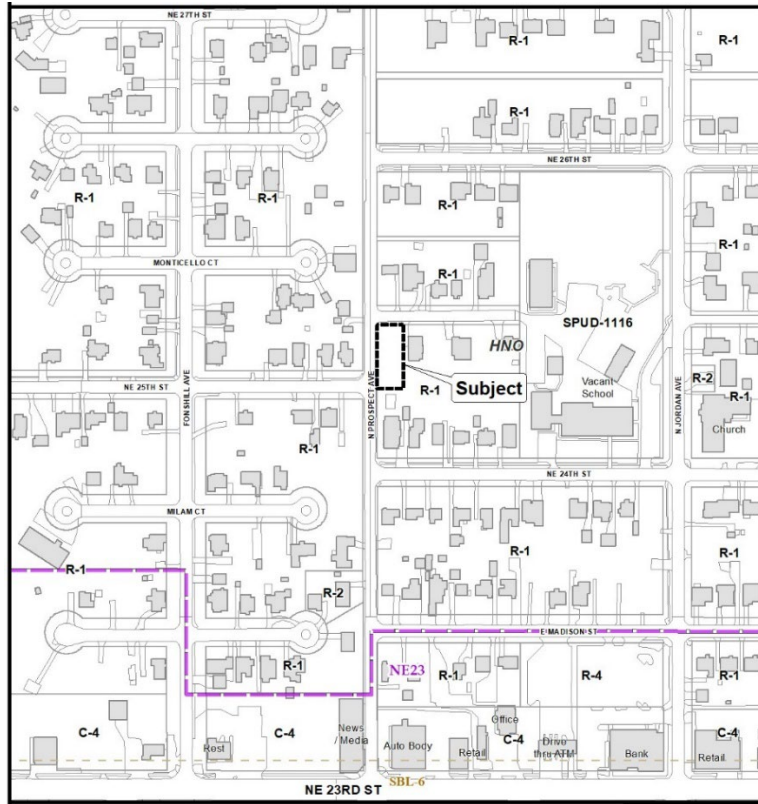 NE 27TH ST
R-1
R-1
R-1
R-1
NE 26TH ST
R-1
R-1
R-1
R-1
MONTICELLO CT
R-1
SPUD-1116
HNO
R-1
Subject
R-2
R-1
Vacant
School
Church
NE 25TH ST
FONSHILL AVE
N PROSPECT AVE
N JORDAN AVE
R-1
NE 24TH ST
MILAM CT
R-1
R-1
R-1
R-2
E MADISON ST
R-1
NE23
R-1
R-4
R-1
C-4
C-4
Rest
News
/ Media
Auto Body
Retail
Office
C-4
Drive
thru ATM
Bank
C-4
Retail
SBL-6
NE 23RD ST